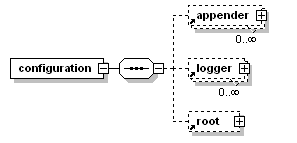 appender
0..∞
configuration
logger
0..∞
root